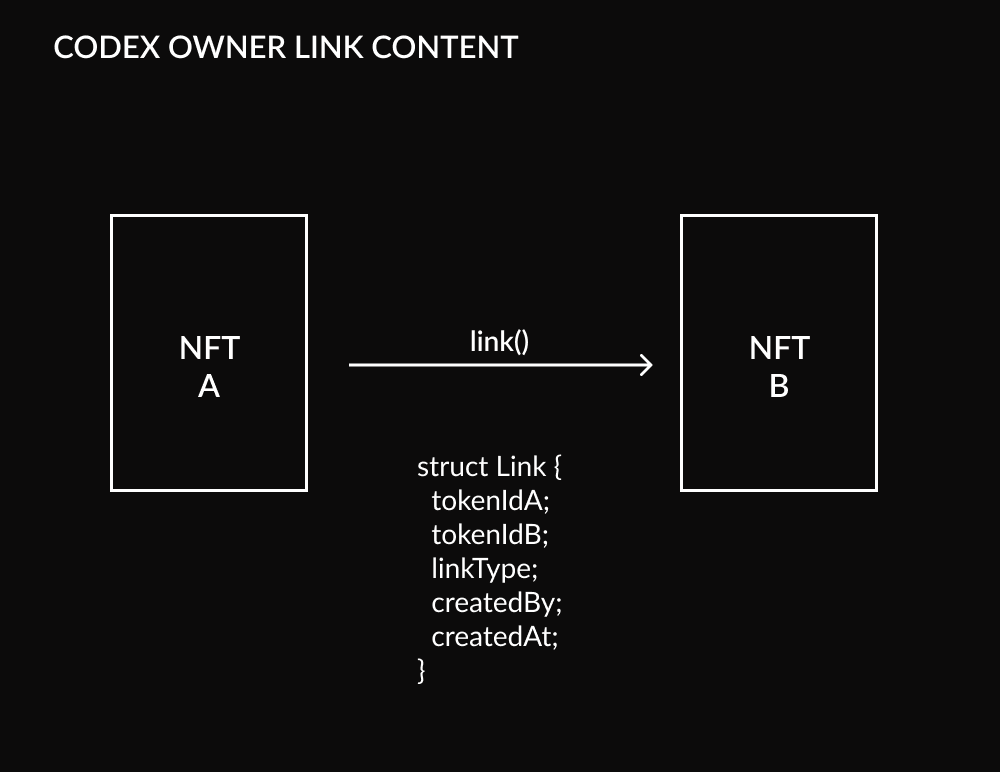 CODEX OWNER LINK CONTENT
NFT
A
link()
NFT
B
struct Link {
tokenIdA;
tokenIdB;
linkType;
createdBy;
createdAt;
}